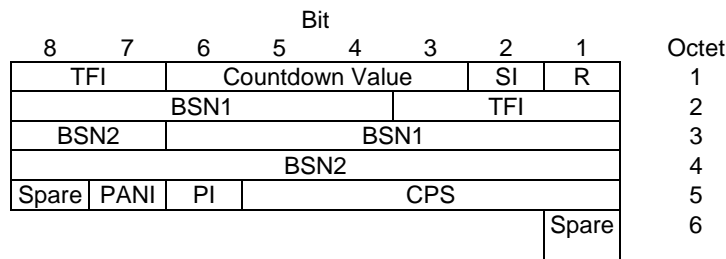 Bit
8 7 6 5 4 3 2 1 Octet
TFI Countdown Value SI R 1
BSN1 TFI 2
BSN2 BSN1 3
BSN2 4
Spare PANI PI CPS 5
Spare 6